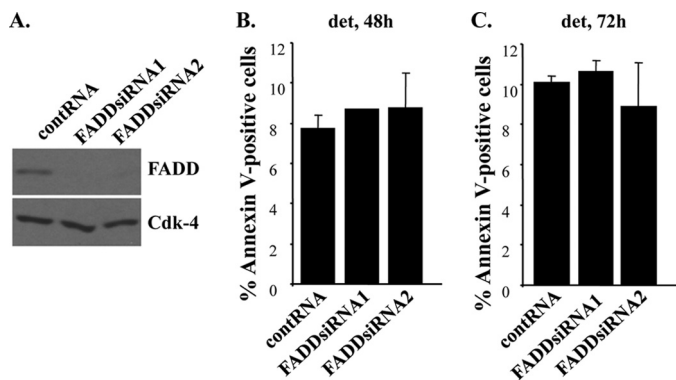 A.
contRNA
FADDsiRNA1
FADDsiRNA2
FADD
Cdk-4
B.
det, 48h
% Annexin V-positive cells
12
10
8
6
4
2
0
contRNA
FADDsiRNA1
FADDsiRNA2
C.
det, 72h
% Annexin V-positive cells
12
10
8
6
4
2
0
contRNA
FADDsiRNA1
FADDsiRNA2